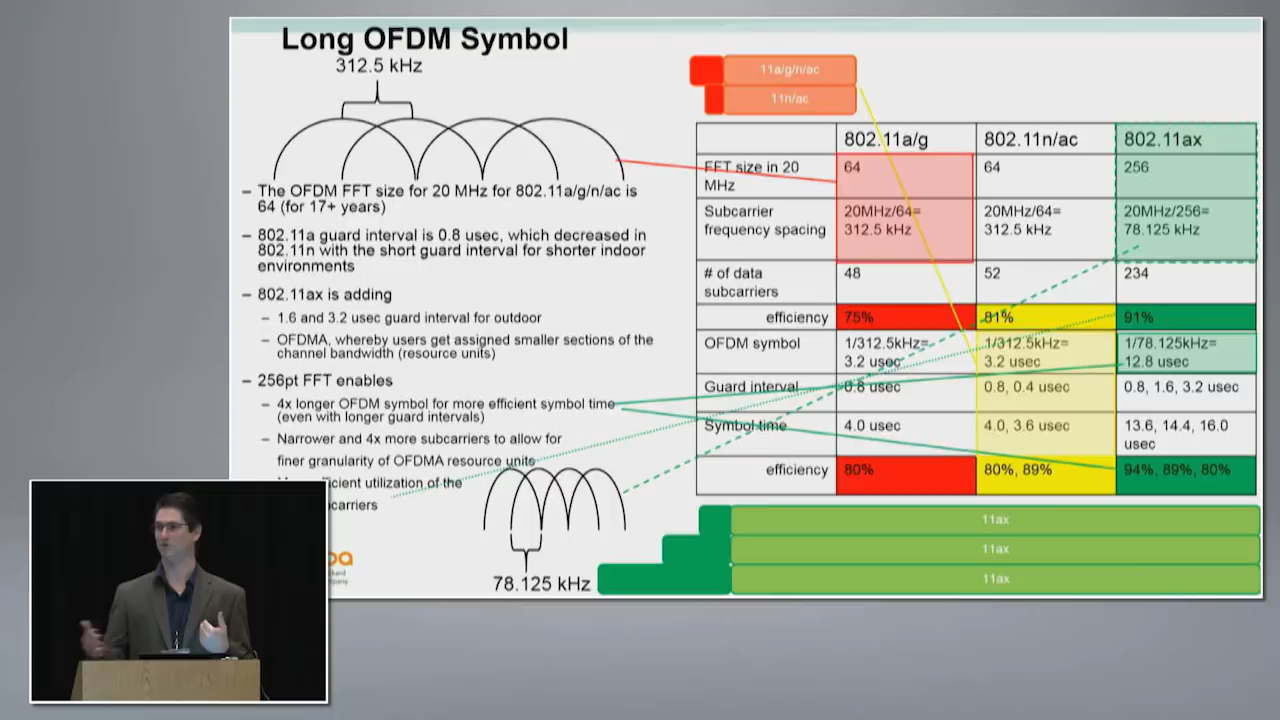 Long OFDM Symbol
312.5 kHz
– The OFDM FFT size for 20 MHz for 802.11a/g/n/ac is
64 (for 17+ years)
– 802.11a guard interval is 0.8 usec, which decreased in
802.11n with the short guard interval for shorter indoor
environments
– 802.11ax is adding
– 1.6 and 3.2 usec guard interval for outdoor
– OFDMA, whereby users get assigned smaller sections of the
channel bandwidth (resource units)
– 256pt FFT enables
– 4x longer OFDM symbol for more efficient symbol time
(even with longer guard intervals)
– Narrower and 4x more subcarriers to allow for
finer granularity of OFDMA resource units
utilization of the
78.125 kHz
11a/g/n/ac
11n/ac
802.11a/g 802.11n/ac 802.11ax
FFT size in 20 64 64 256
MHz
Subcarrier 20MHz/64= 20MHz/64= 20MHz/256=
frequency spacing 312.5 kHz 312.5 kHz 78.125 kHz
# of data 48 52 234
subcarriers
efficiency 75% 81% 91%
OFDM symbol 1/312.5kHz= 1/312.5kHz= 1/78.125kHz=
3.2 usec 3.2 usec 12.8 usec
Guard interval 0.8 usec 0.8, 0.4 usec 0.8, 1.6, 3.2 usec
Symbol time 4.0 usec 4.0, 3.6 usec 13.6, 14.4, 16.0
usec
efficiency 80% 80%, 89% 94%, 89%, 80%
11ax
11ax
11ax